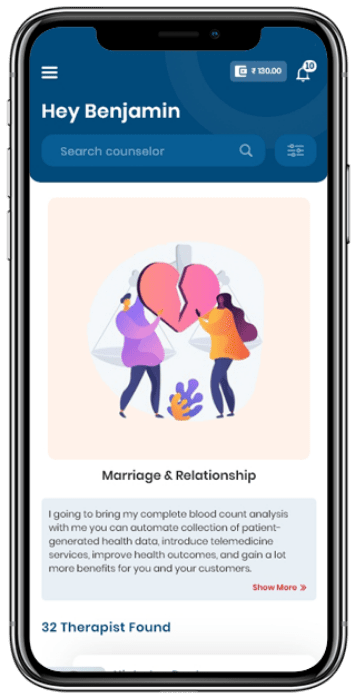 ₹ 130.00
10
Hey Benjamin
Search counselor
Marriage & Relationship
I going to bring my complete blood count analysis
with me you can automate collection of patient-
generated health data, introduce telemedicine
services, improve health outcomes, and gain a lot
more benefits for you and your customers.
Show More »
32 Therapist Found